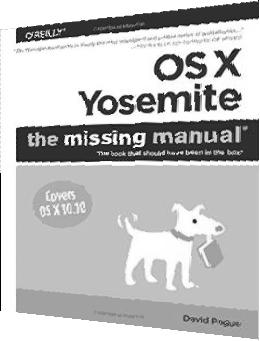 O'REILLY®
OS X
Yosemite
the missing manual®
The book that should have been in the box®
Covers
OS X 10.10
David Pogue